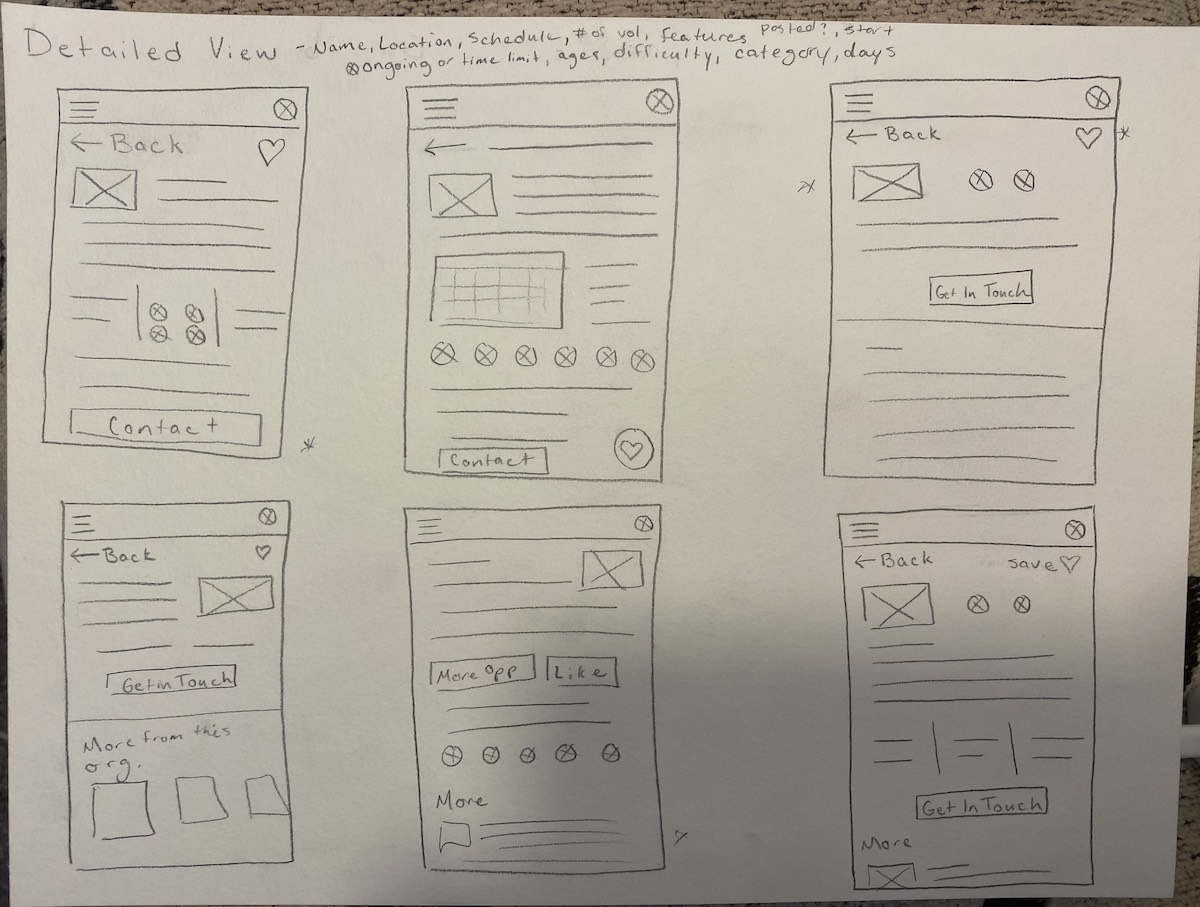 Detailed View - Name, Location, Schedule, # of vol, features posted?, start
ongoing or time limit, ages, difficulty, category, days
← Back
Contact
←
Contact
← Back
Get In Touch
← Back
Get in Touch
More from this
org.
More Opp
Like
More
← Back
save
Get In Touch
More